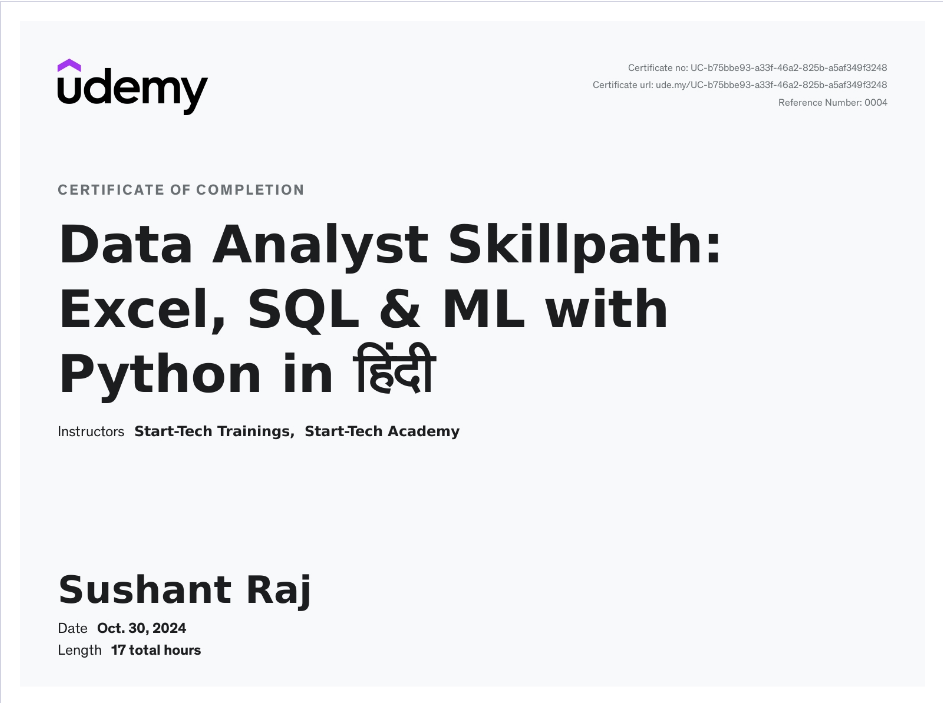 udemy
Certificate no: UC-b75bbe93-a33f-46a2-825b-a5af349f3248
Certificate url: ude.my/UC-b75bbe93-a33f-46a2-825b-a5af349f3248
Reference Number: 0004
CERTIFICATE OF COMPLETION
Data Analyst Skillpath:
Excel, SQL & ML with
Python in हिंदी
Instructors Start-Tech Trainings, Start-Tech Academy
Sushant Raj
Date Oct. 30, 2024
Length 17 total hours